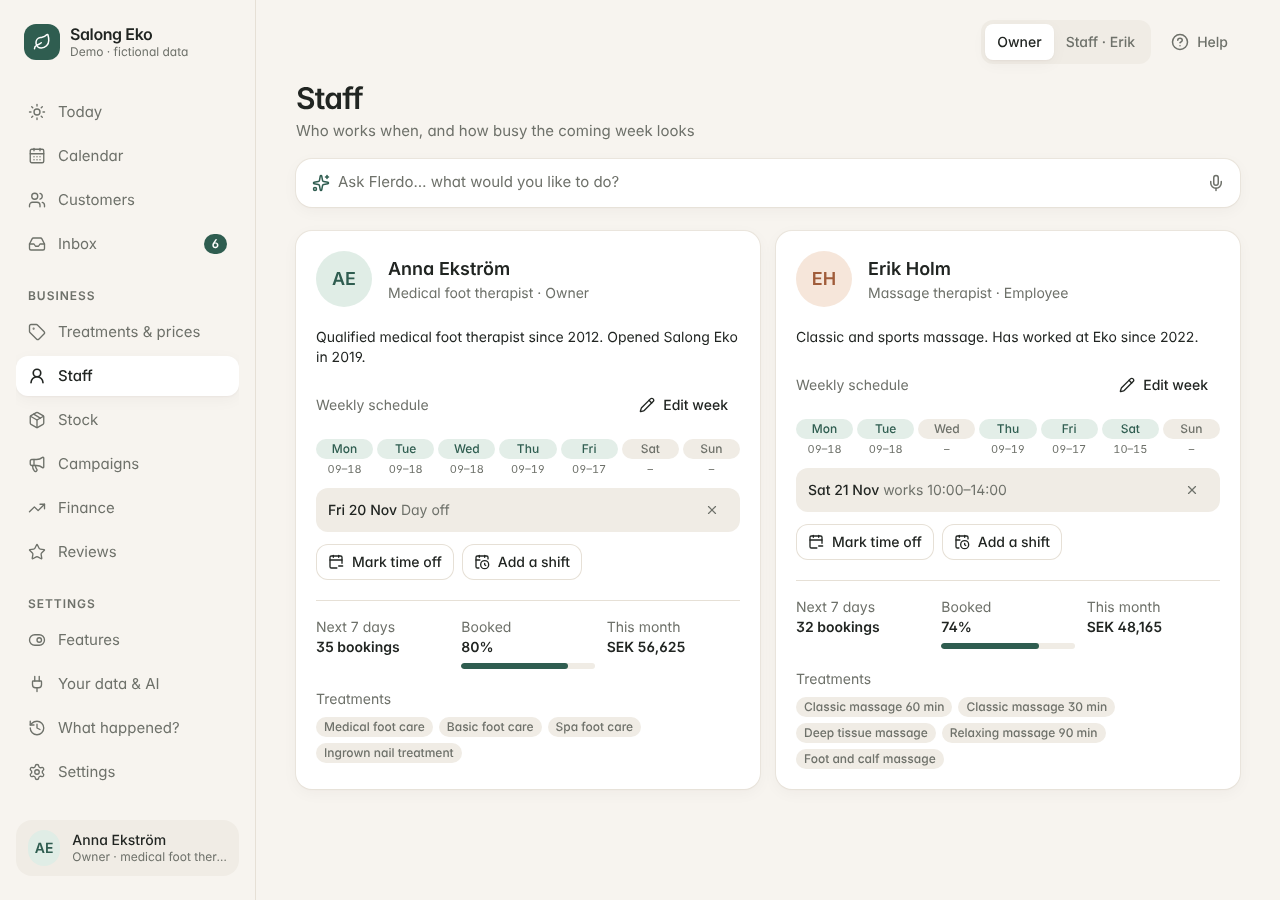 Salong Eko
Demo · fictional data
Today
Calendar
Customers
Inbox
6
BUSINESS
Treatments & prices
Staff
Stock
Campaigns
Finance
Reviews
SETTINGS
Features
Your data & AI
What happened?
Settings
AE
Anna Ekström
Owner · medical foot ther...
Owner
Staff · Erik
Help
Staff
Who works when, and how busy the coming week looks
Ask Flerdo... what would you like to do?
AE
Anna Ekström
Medical foot therapist · Owner
Qualified medical foot therapist since 2012. Opened Salong Eko
in 2019.
Weekly schedule
Edit week
Mon Tue Wed Thu Fri Sat Sun
09–18 09–18 09–18 09–19 09–17 – –
Fri 20 Nov Day off
Mark time off
Add a shift
Next 7 days Booked This month
35 bookings 80% SEK 56,625
Treatments
Medical foot care Basic foot care Spa foot care
Ingrown nail treatment
EH
Erik Holm
Massage therapist · Employee
Classic and sports massage. Has worked at Eko since 2022.
Weekly schedule
Edit week
Mon Tue Wed Thu Fri Sat Sun
09–18 09–18 – 09–19 09–17 10–15 –
Sat 21 Nov works 10:00–14:00
Mark time off
Add a shift
Next 7 days Booked This month
32 bookings 74% SEK 48,165
Treatments
Classic massage 60 min Classic massage 30 min
Deep tissue massage Relaxing massage 90 min
Foot and calf massage